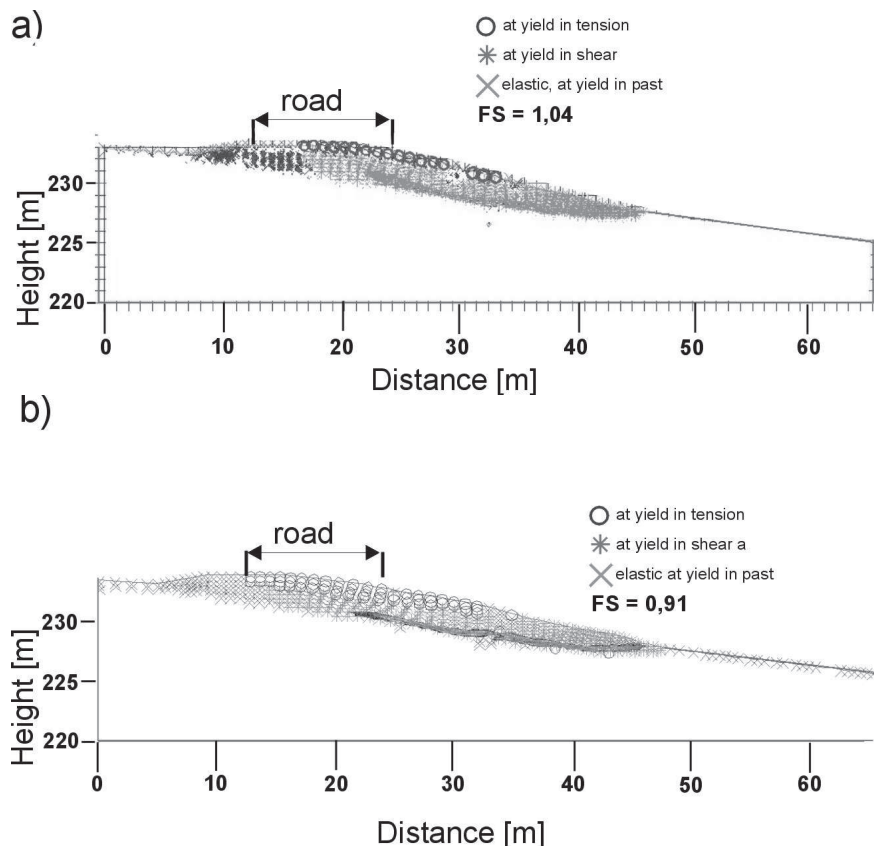 a)
at yield in tension
at yield in shear
elastic, at yield in past
FS = 1,04
road
Height [m]
230
225
220
0 10 20 30 40 50 60
Distance [m]
b)
at yield in tension
at yield in shear a
elastic at yield in past
FS = 0,91
road
Height [m]
230
225
220
0 10 20 30 40 50 60
Distance [m]